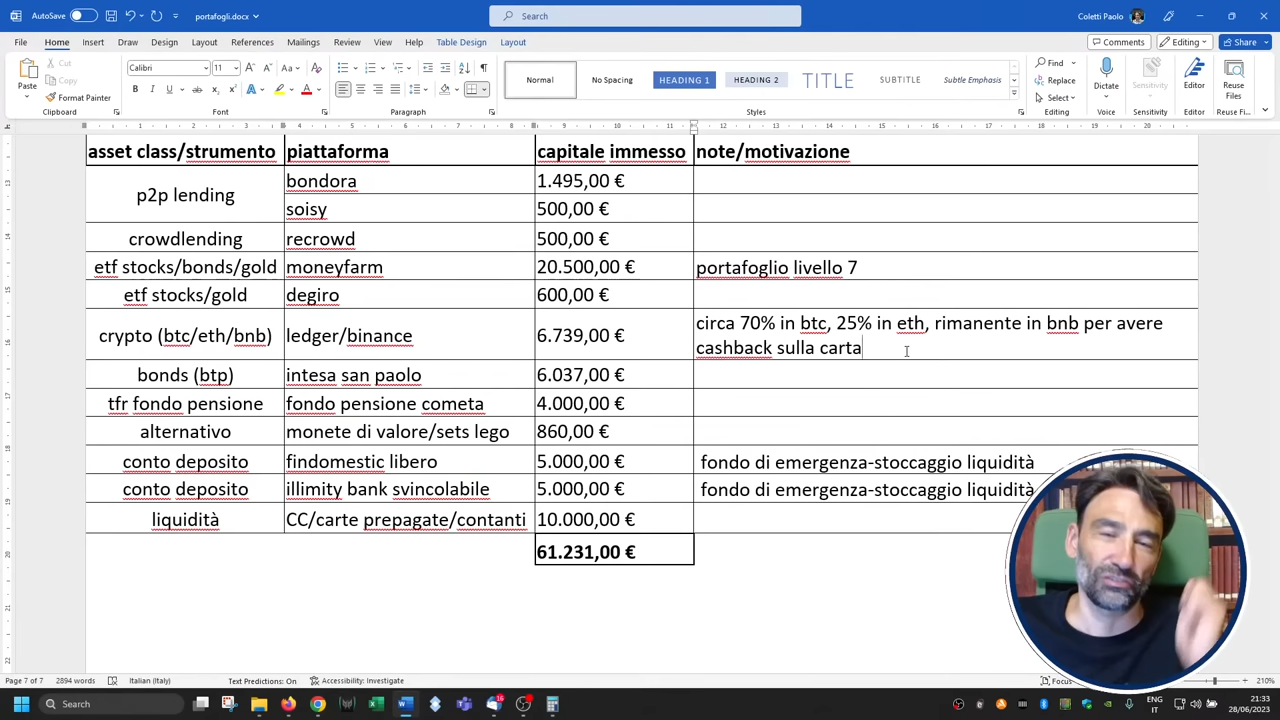 AutoSave
Off
portafogli.docx
Search
Coletti Paolo
File
Home
Insert
Draw
Design
Layout
References
Mailings
Review
View
Help
Table Design
Layout
Comments
Editing
Share
Paste
Cut
Copy
Format Painter
Clipboard
Calibri
11
Font
Paragraph
Normal
No Spacing
HEADING 1
HEADING 2
TITLE
SUBTITLE
Subtle Emphasis
Styles
Find
Replace
Select
Editing
Dictate
Voice
Sensitivity
Sensitivity
Editor
Editor
Reuse
Files
Reuse Fi...
asset class/strumento piattaforma capitale immesso note/motivazione
p2p lending bondora 1.495,00 €
soisy 500,00 €
crowdlending recrowd 500,00 €
etf stocks/bonds/gold moneyfarm 20.500,00 € portafoglio livello 7
etf stocks/gold degiro 600,00 €
crypto (btc/eth/bnb) ledger/binance 6.739,00 € circa 70% in btc, 25% in eth, rimanente in bnb per avere
cashback sulla carta
bonds (btp) intesa san paolo 6.037,00 €
tfr fondo pensione fondo pensione cometa 4.000,00 €
alternativo monete di valore/sets lego 860,00 €
conto deposito findomestic libero 5.000,00 € fondo di emergenza-stoccaggio liquidità
conto deposito illimity bank svincolabile 5.000,00 € fondo di emergenza-stoccaggio liquidità
liquidità CC/carte prepagate/contanti 10.000,00 €
61.231,00 €
Page 7 of 7
2894 words
Italian (Italy)
Text Predictions: On
Accessibility: Investigate
Focus
210%
Search
16
ENG
IT
21:33
28/06/2023